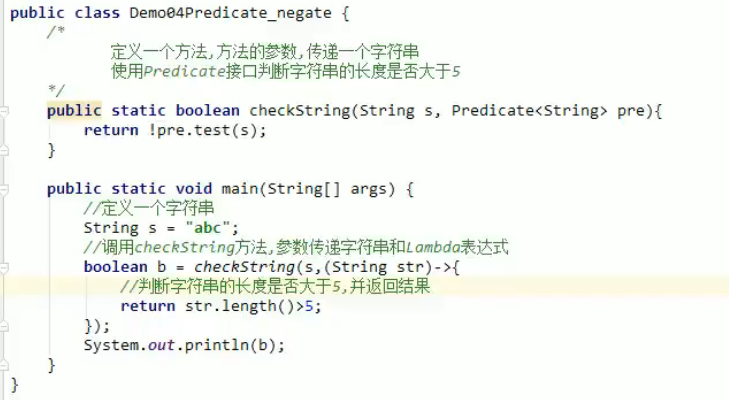 public class Demo04Predicate_negate {
/*
定义一个方法,方法的参数,传递一个字符串
使用Predicate接口判断字符串的长度是否大于5
*/
public static boolean checkString(String s, Predicate<String> pre){
return !pre.test(s);
}
public static void main(String[] args) {
//定义一个字符串
String s = "abc";
//调用checkString方法,参数传递字符串和Lambda表达式
boolean b = checkString(s,(String str)->{
//判断字符串的长度是否大于5,并返回结果
return str.length()>5;
});
System.out.println(b);
}
}